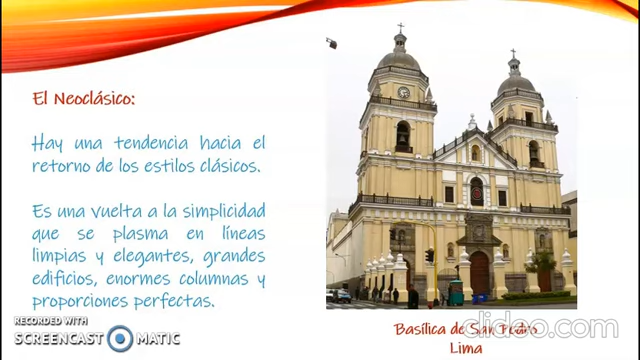 El Neoclásico:
Hay una tendencia hacia el
retorno de los estilos clásicos.
Es una vuelta a la simplicidad
que se plasma en líneas
limpias y elegantes, grandes
edificios, enormes columnas y
proporciones perfectas.
Basílica de San Pedro
Lima
RECORDED WITH
SCREENCAST MATIC
clideo.com